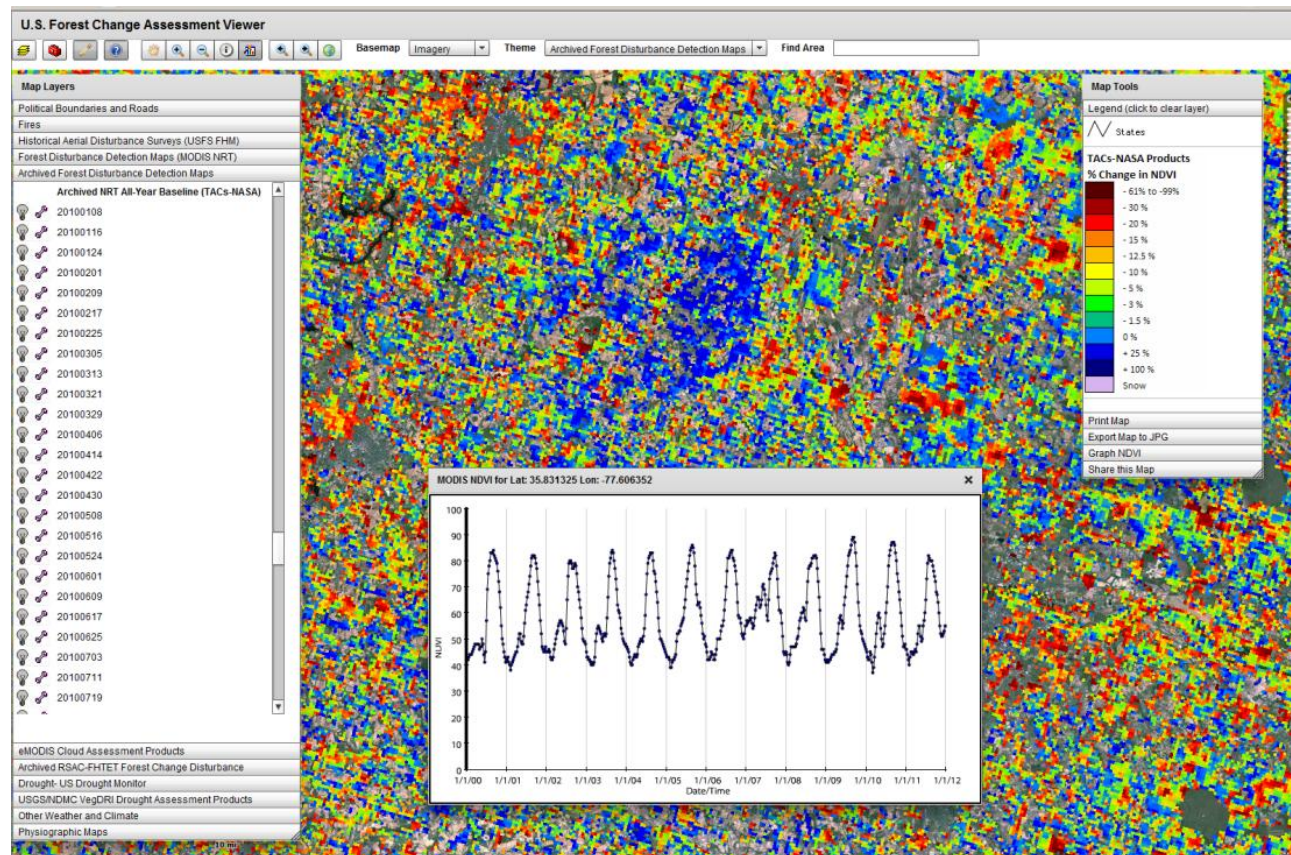 U.S. Forest Change Assessment Viewer
Basemap Imagery Theme Archived Forest Disturbance Detection Maps Find Area
Map Layers
Political Boundaries and Roads
Fires
Historical Aerial Disturbance Surveys (USFS FHM)
Forest Disturbance Detection Maps (MODIS NRT)
Archived Forest Disturbance Detection Maps
Archived NRT All-Year Baseline (TACs-NASA)
20100108
20100116
20100124
20100201
20100209
20100217
20100225
20100305
20100313
20100321
20100329
20100406
20100414
20100422
20100430
20100508
20100516
20100524
20100601
20100609
20100617
20100625
20100703
20100711
20100719
eMODIS Cloud Assessment Products
Archived RSAC-FHTET Forest Change Disturbance
Drought- US Drought Monitor
USGS/NDMC VegDRI Drought Assessment Products
Other Weather and Climate
Physiographic Maps
10 mi
MODIS NDVI for Lat: 35.831325 Lon: -77.606352
100
90
80
70
60
50
40
30
20
10
0
NDVI
1/1/00 1/1/01 1/1/02 1/1/03 1/1/04 1/1/05 1/1/06 1/1/07 1/1/08 1/1/09 1/1/10 1/1/11 1/1/12
Date/Time
Map Tools
Legend (click to clear layer)
States
TACs-NASA Products
% Change in NDVI
- 61% to -99%
- 30 %
- 20 %
- 15 %
- 12.5 %
- 10 %
- 5 %
- 3 %
- 1.5 %
0 %
+ 25 %
+ 100 %
Snow
Print Map
Export Map to JPG
Graph NDVI
Share this Map